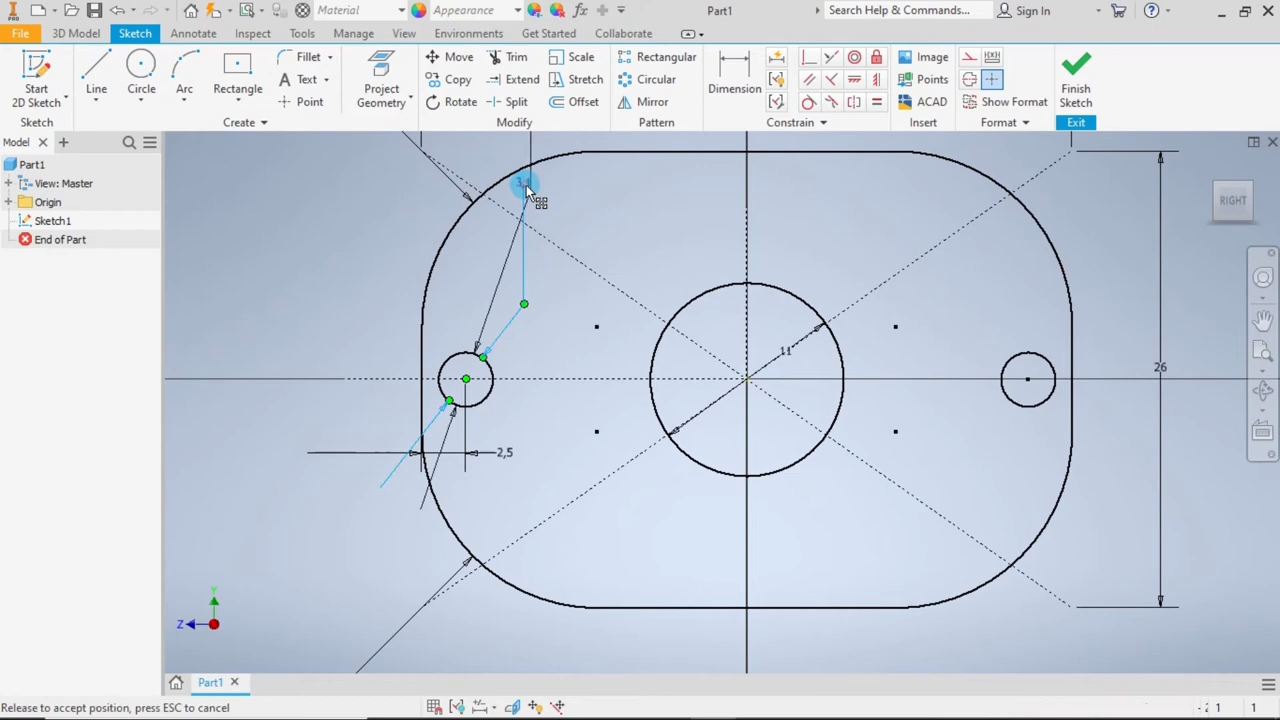 PRO
Material
Appearance
Part1
Search Help & Commands...
Sign In
File
3D Model
Sketch
Annotate
Inspect
Tools
Manage
View
Environments
Get Started
Collaborate
Start
2D Sketch
Line
Circle
Arc
Rectangle
Fillet
Text
Point
Project
Geometry
Move
Copy
Rotate
Trim
Extend
Split
Scale
Stretch
Offset
Rectangular
Circular
Mirror
Dimension
Image
Points
ACAD
Show Format
Finish
Sketch
Sketch
Create
Modify
Pattern
Constrain
Insert
Format
Exit
Model
Part1
View: Master
Origin
Sketch1
End of Part
RIGHT
11
26
2,5
Y
Z
Part1
Release to accept position, press ESC to cancel
1
1